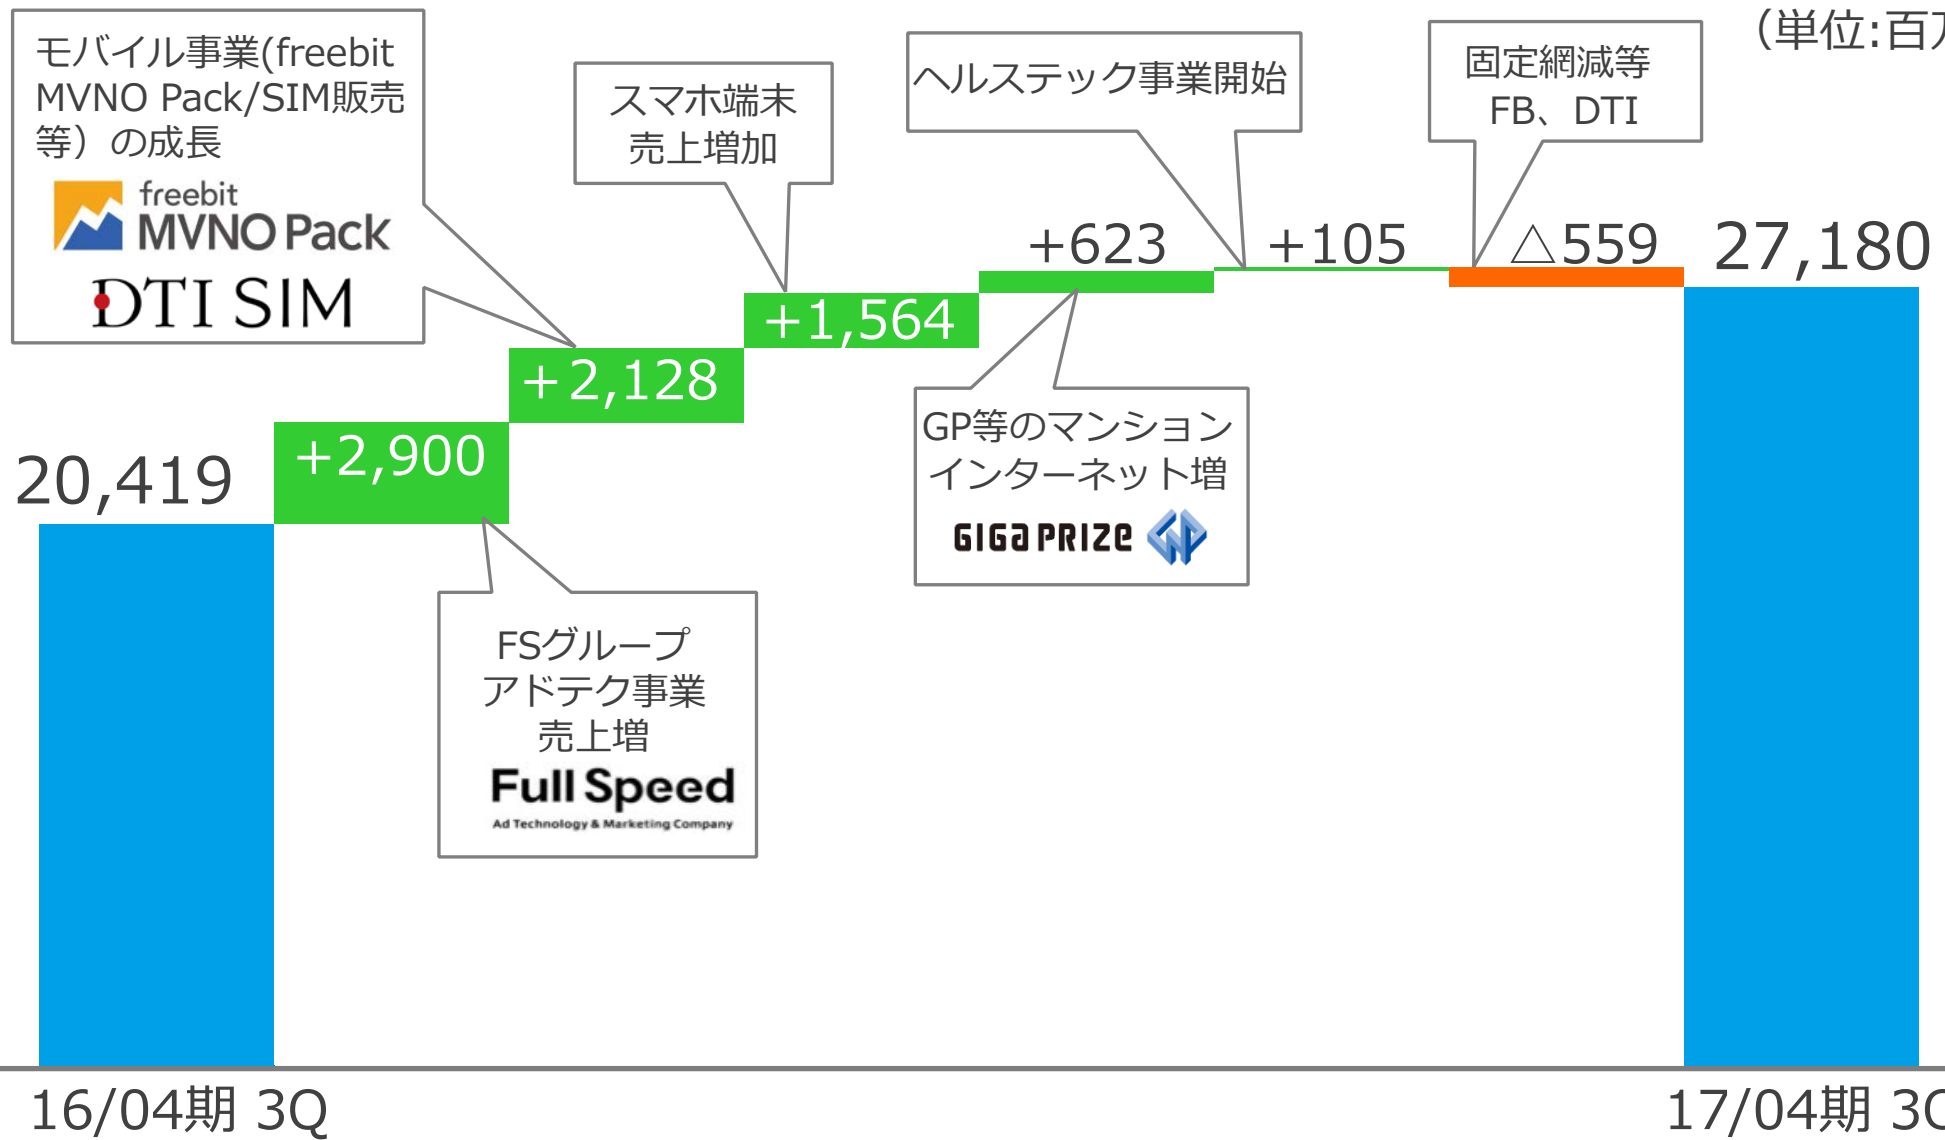 （単位:百万
モバイル事業(freebit
MVNO Pack/SIM販売
等）の成長
freebit
MVNO Pack
DTI SIM
スマホ端末
売上増加
ヘルステック事業開始
固定網減等
FB、DTI
20,419
+2,900
+2,128
+1,564
+623
+105
△559
27,180
FSグループ
アドテク事業
売上増
Full Speed
Ad Technology & Marketing Company
GP等のマンション
インターネット増
GIGA PRIZE
16/04期 3Q
17/04期 3Q